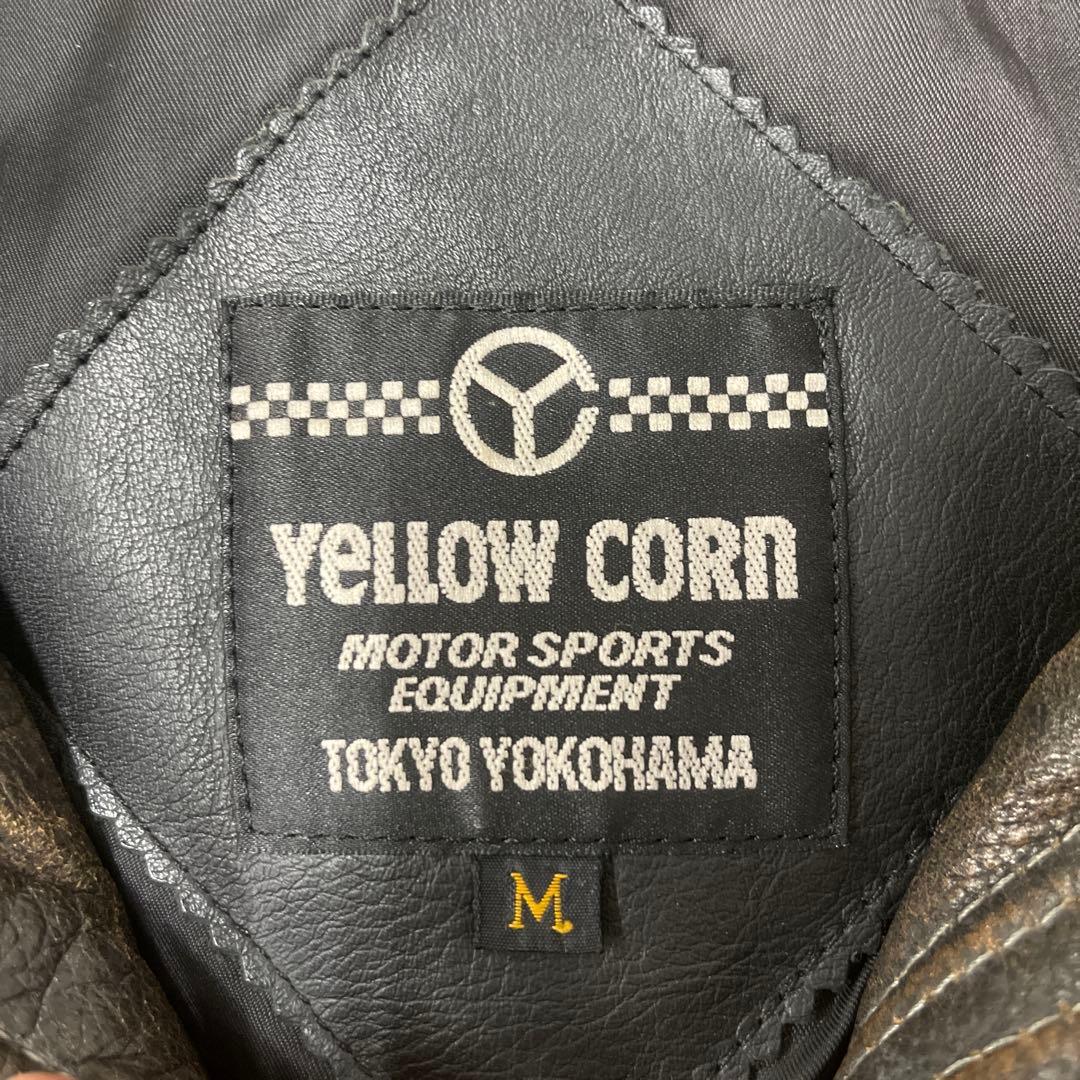 YeLLOW CORn
MOTOR SPORTS
EQUIPMENT
TOKYO YOKOHAMA
M.